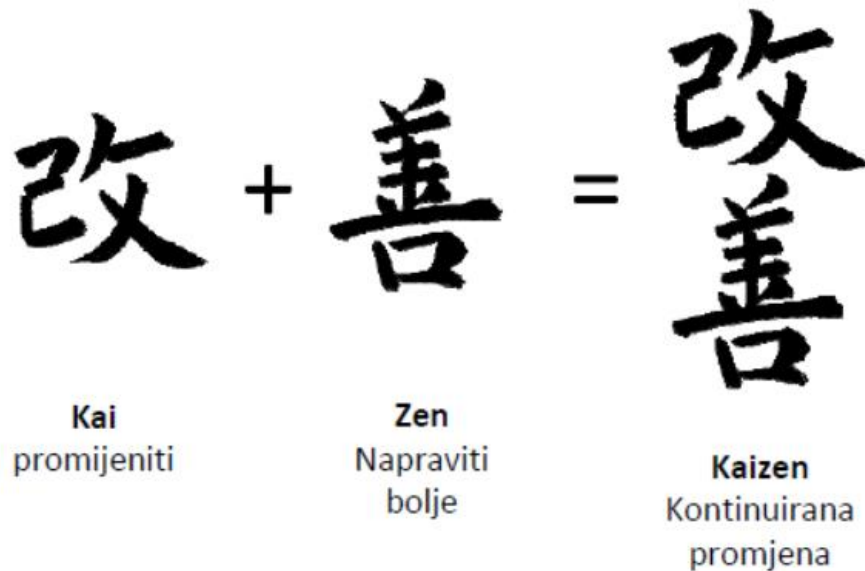 改 + 善 = 改善
Kai
promijeniti
Zen
Napraviti
bolje
Kaizen
Kontinuirana
promjena